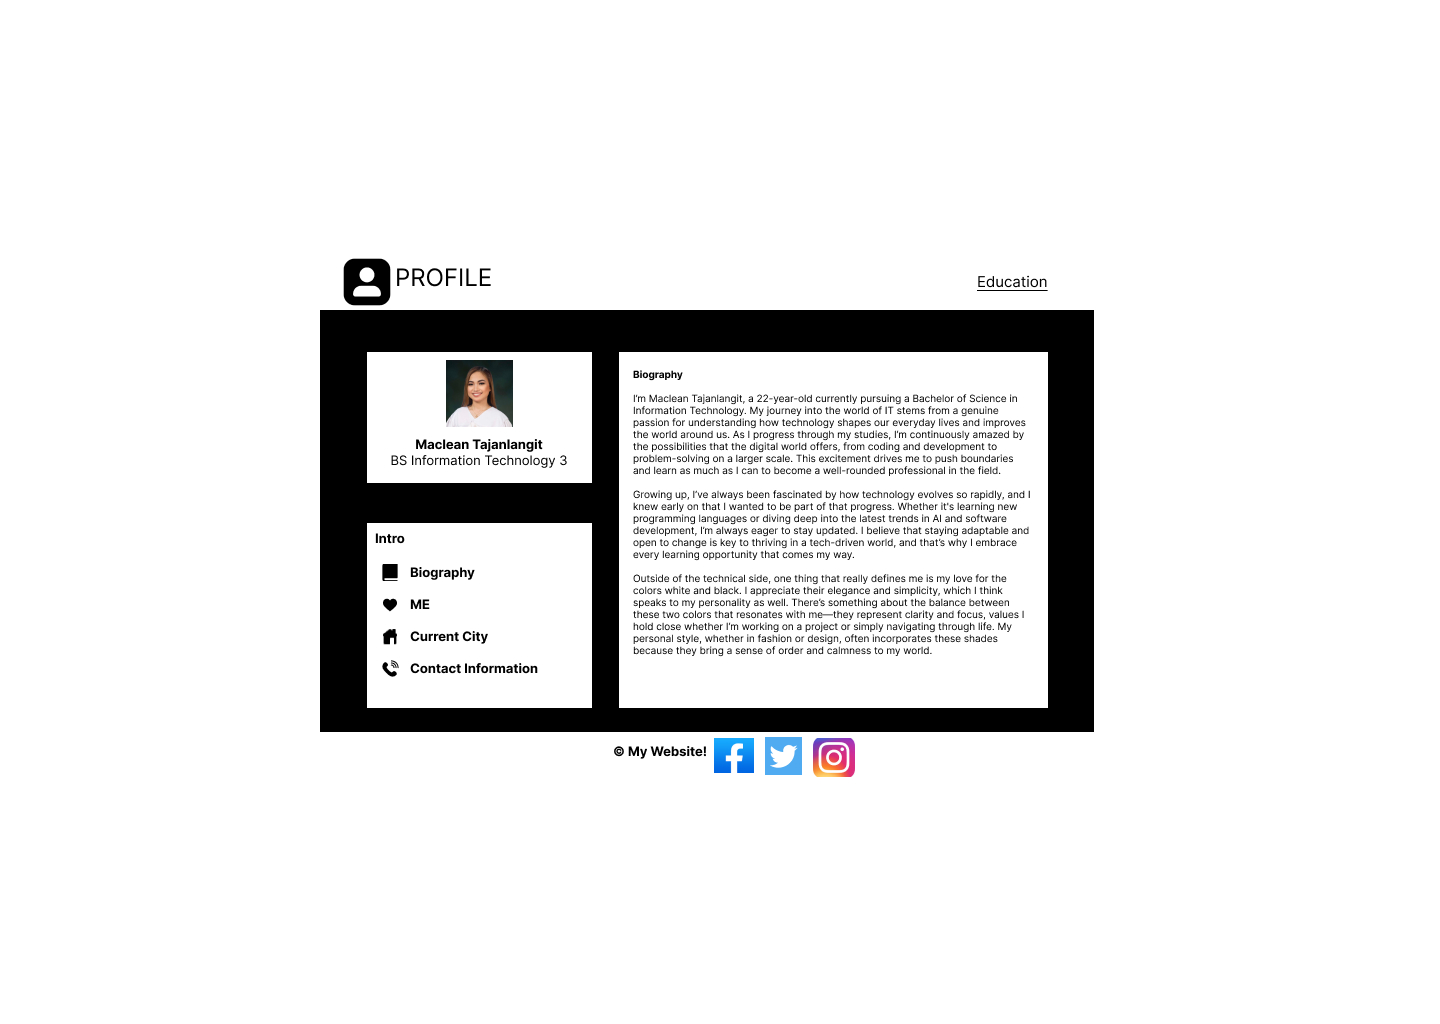 PROFILE
Education
Maclean Tajanlangit
BS Information Technology 3
Intro
Biography
ME
Current City
Contact Information
Biography
I'm Maclean Tajanlangit, a 22-year-old currently pursuing a Bachelor of Science in
Information Technology. My journey into the world of IT stems from a genuine
passion for understanding how technology shapes our everyday lives and improves
the world around us. As I progress through my studies, I'm continuously amazed by
the possibilities that the digital world offers, from coding and development to
problem-solving on a larger scale. This excitement drives me to push boundaries
and learn as much as I can to become a well-rounded professional in the field.
Growing up, I've always been fascinated by how technology evolves so rapidly, and I
knew early on that I wanted to be part of that progress. Whether it's learning new
programming languages or diving deep into the latest trends in AI and software
development, I'm always eager to stay updated. I believe that staying adaptable and
open to change is key to thriving in a tech-driven world, and that's why I embrace
every learning opportunity that comes my way.
Outside of the technical side, one thing that really defines me is my love for the
colors white and black. I appreciate their elegance and simplicity, which I think
speaks to my personality as well. There's something about the balance between
these two colors that resonates with me—they represent clarity and focus, values I
hold close whether I'm working on a project or simply navigating through life. My
personal style, whether in fashion or design, often incorporates these shades
because they bring a sense of order and calmness to my world.
© My Website!